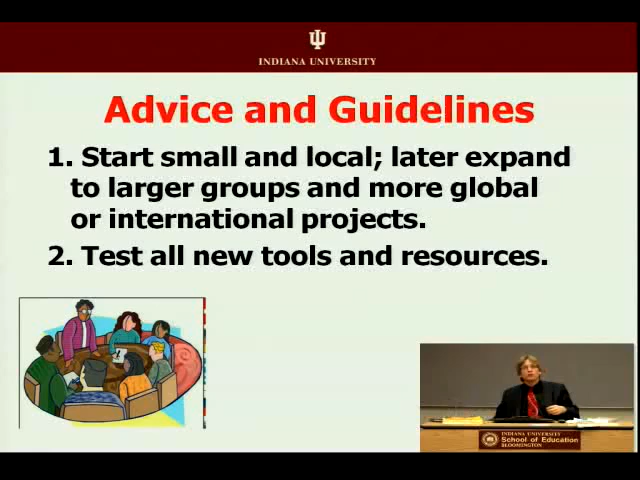 INDIANA UNIVERSITY
Advice and Guidelines
1. Start small and local; later expand
to larger groups and more global
or international projects.
2. Test all new tools and resources.
INDIANA UNIVERSITY
School of Education
BLOOMINGTON